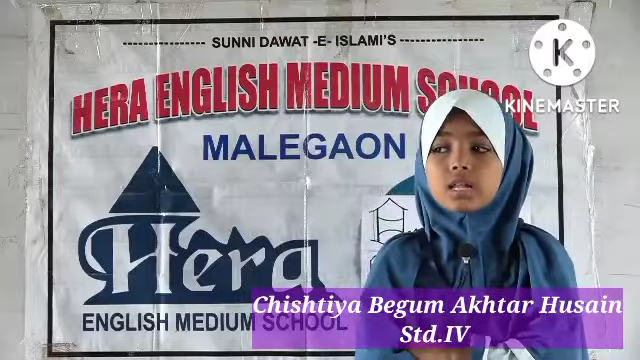 SUNNI DAWAT -E- ISLAMI'S
HERA ENGLISH MEDIUM SCHOOL
KINEMASTER
MALEGAON
Hera
ENGLISH MEDIUM SCHOOL
Chishtiya Begum Akhtar Husain
Std.IV